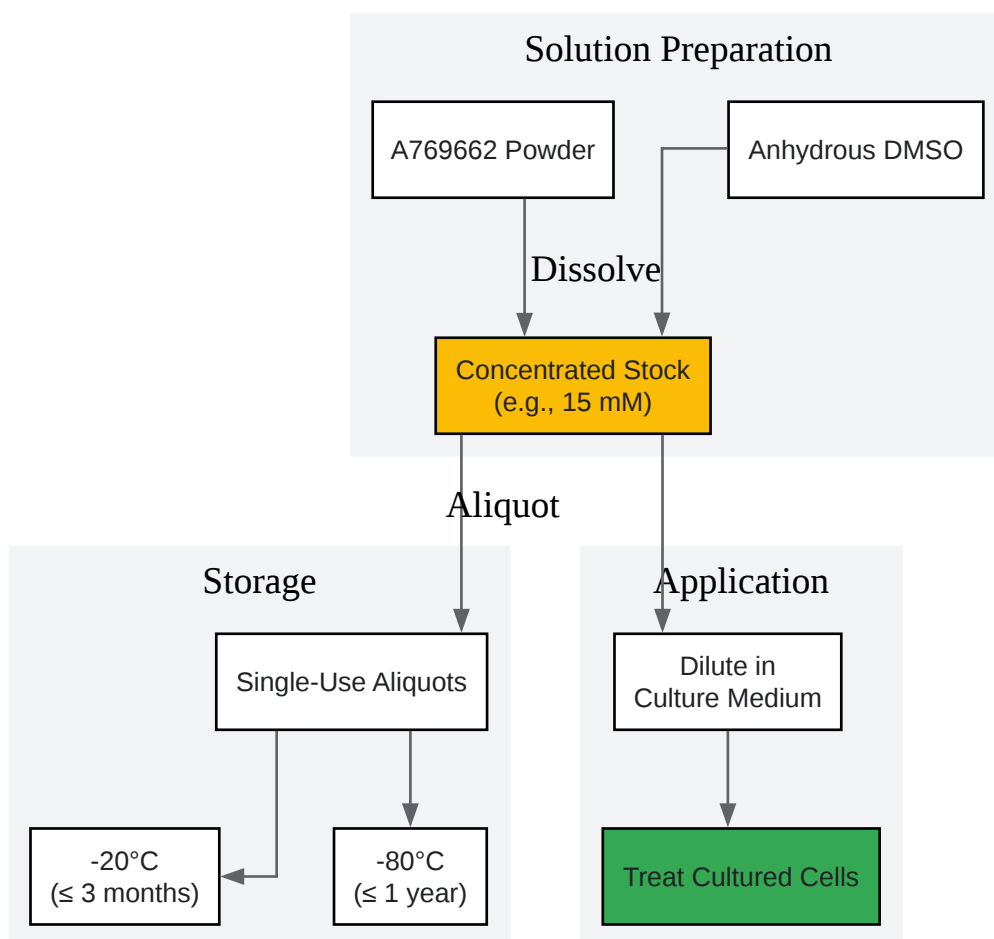 Solution Preparation
A769662 Powder
Anhydrous DMSO
Dissolve
Concentrated Stock
(e.g., 15 mM)
Aliquot
Storage
Application
Single-Use Aliquots
Dilute in
Culture Medium
-20°C
(≤ 3 months)
-80°C
(≤ 1 year)
Treat Cultured Cells